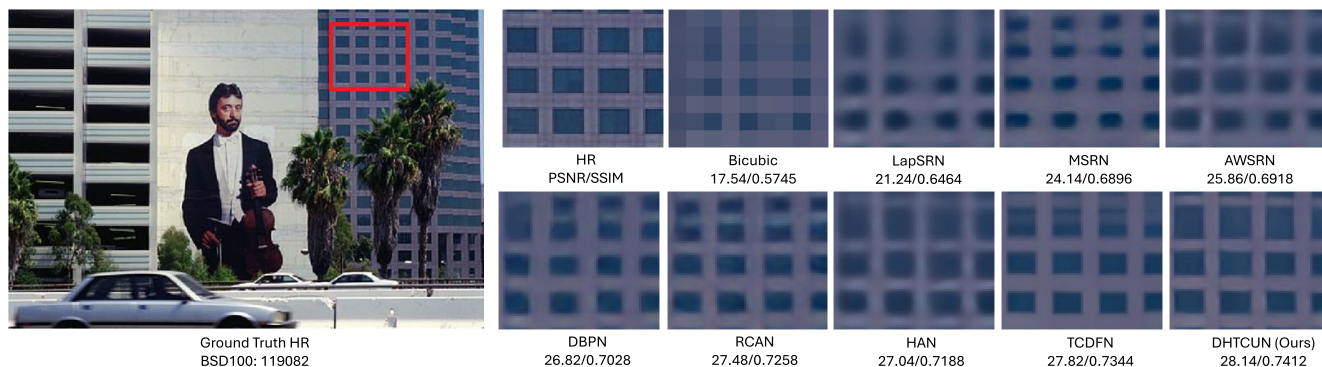 HR
PSNR/SSIM
Bicubic
17.54/0.5745
LapSRN
21.24/0.6464
MSRN
24.14/0.6896
AWSRN
25.86/0.6918
Ground Truth HR
BSD100: 119082
DBPN
26.82/0.7028
RCAN
27.48/0.7258
HAN
27.04/0.7188
TCDFN
27.82/0.7344
DHTCUN (Ours)
28.14/0.7412